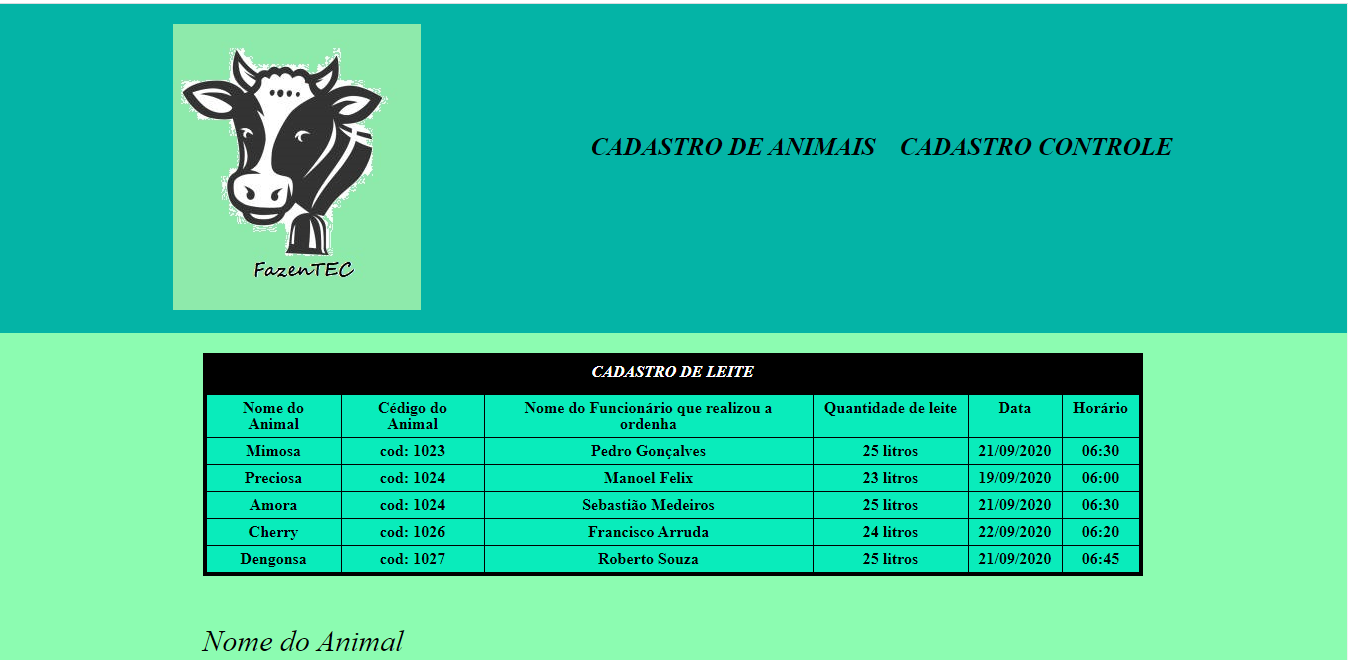 CADASTRO DE ANIMAIS CADASTRO CONTROLE
FazenTEC
CADASTRO DE LEITE
Nome do Animal Cédigo do Animal Nome do Funcionário que realizou a ordenha Quantidade de leite Data Horário
Mimosa cod: 1023 Pedro Gonçalves 25 litros 21/09/2020 06:30
Preciosa cod: 1024 Manoel Felix 23 litros 19/09/2020 06:00
Amora cod: 1024 Sebastião Medeiros 25 litros 21/09/2020 06:30
Cherry cod: 1026 Francisco Arruda 24 litros 22/09/2020 06:20
Dengonsa cod: 1027 Roberto Souza 25 litros 21/09/2020 06:45
Nome do Animal